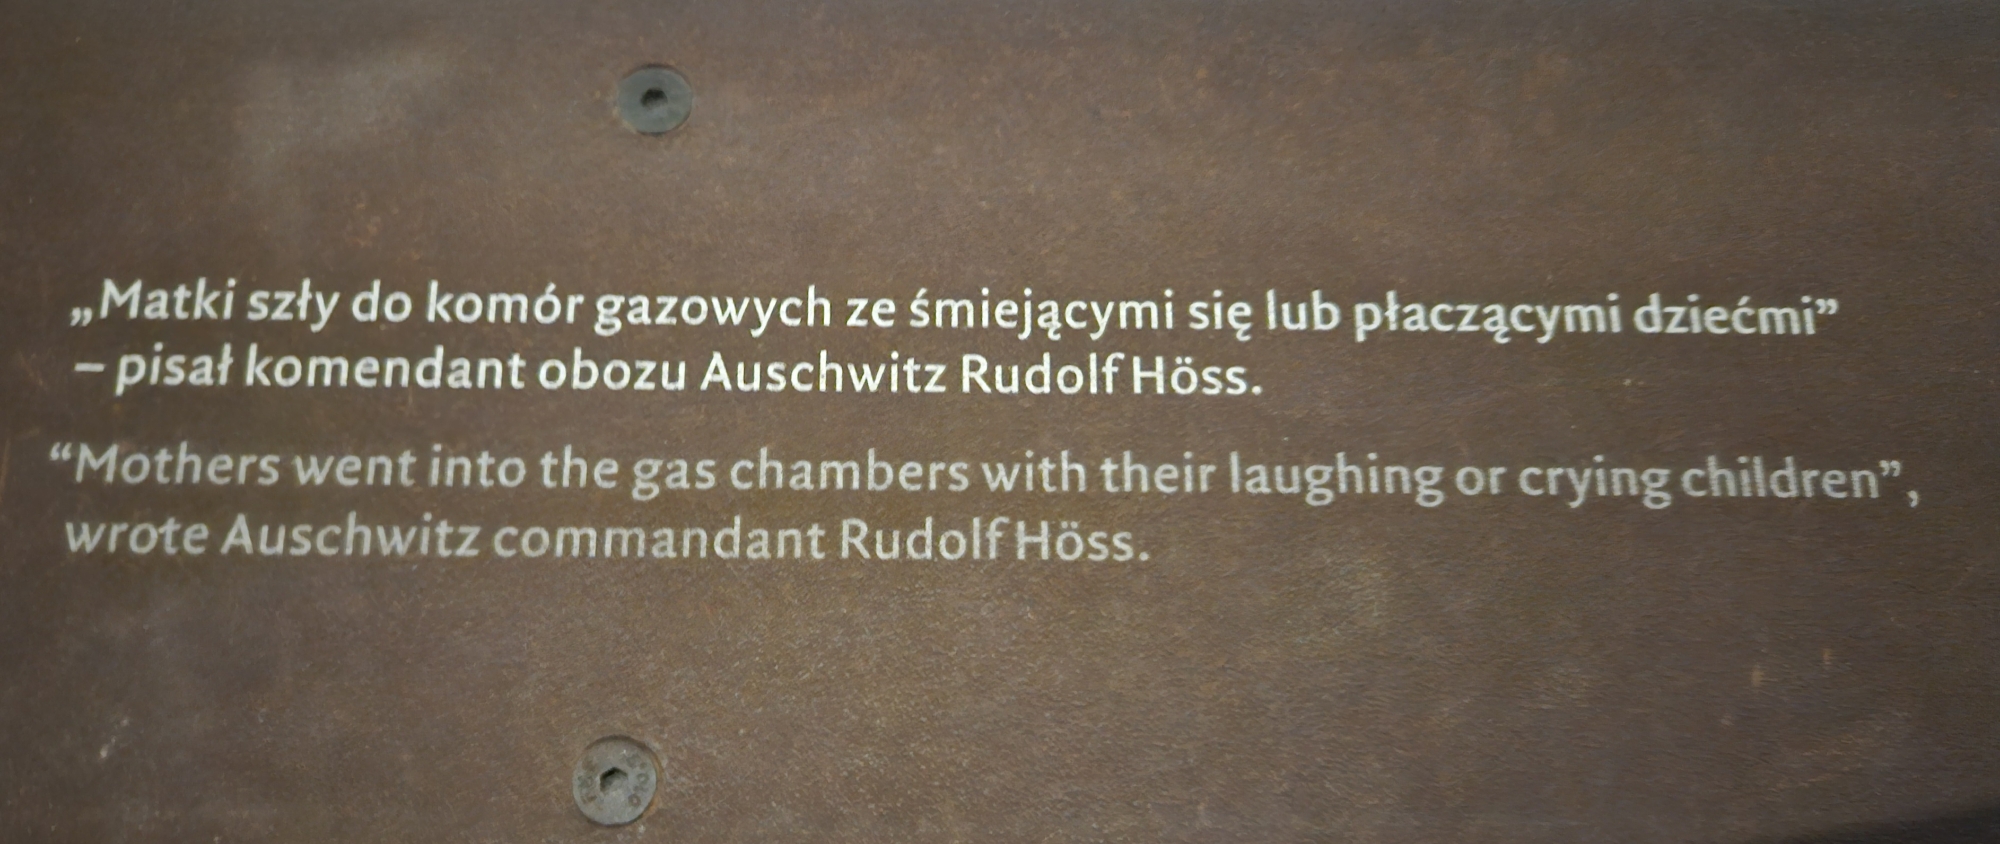 „Matki szły do komór gazowych ze śmiejącymi się lub płaczącymi dziećmi”
– pisał komendant obozu Auschwitz Rudolf Höss.
“Mothers went into the gas chambers with their laughing or crying children”,
wrote Auschwitz commandant Rudolf Höss.